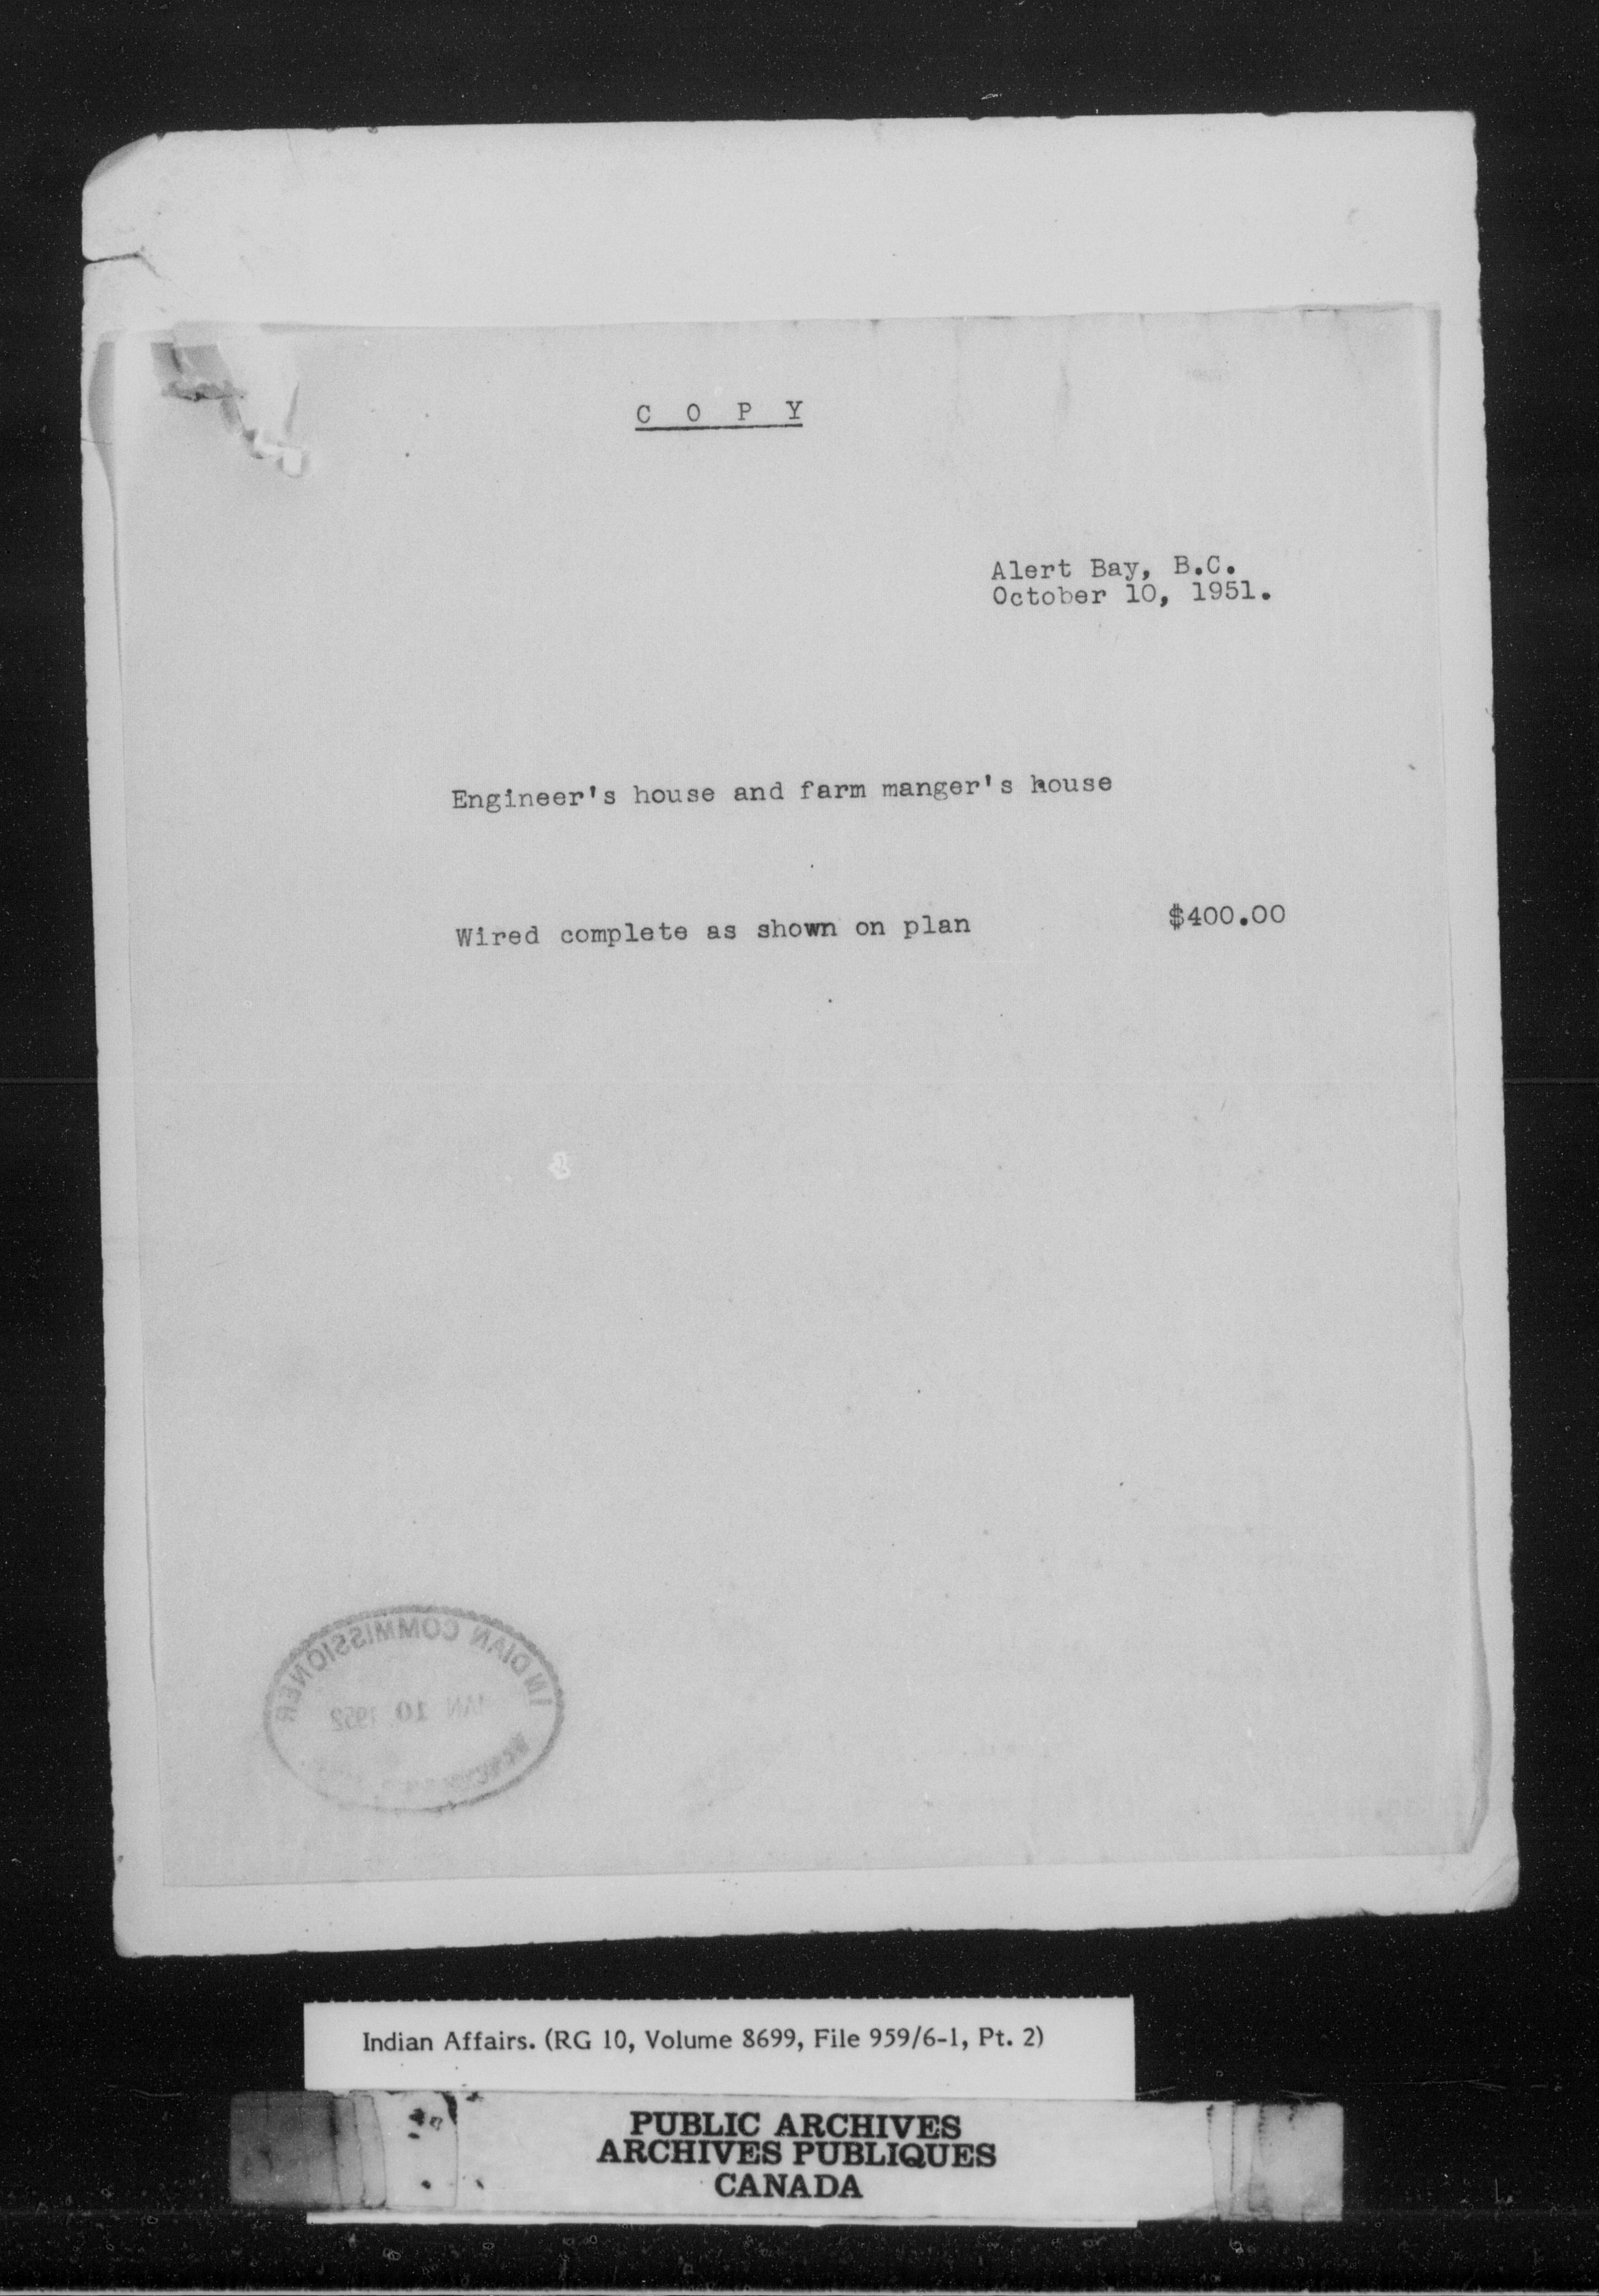 C O P Y
Alert Bay, B.C.
October 10, 1951.
Engineer's house and farm manger's house
Wired complete as shown on plan $400.00
INDIAN COMMISSIONER
JAN 10 1952
Indian Affairs. (RG 10, Volume 8699, File 959/6-1, Pt. 2)
PUBLIC ARCHIVES
ARCHIVES PUBLIQUES
CANADA